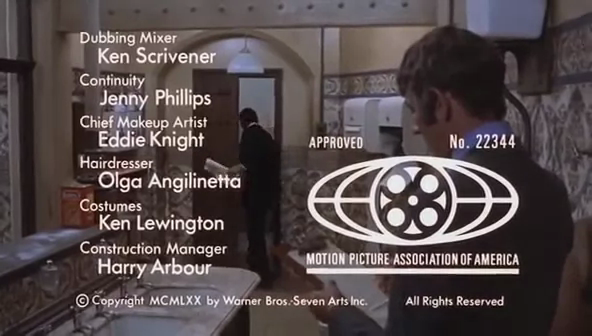 Dubbing Mixer
Ken Scrivener
Continuity
Jenny Phillips
Chief Makeup Artist
Eddie Knight
Hairdresser
Olga Angilinetta
Costumes
Ken Lewington
Construction Manager
Harry Arbour
APPROVED No. 22344
MOTION PICTURE ASSOCIATION OF AMERICA
© Copyright MCMLXX by Warner Bros.-Seven Arts Inc. All Rights Reserved